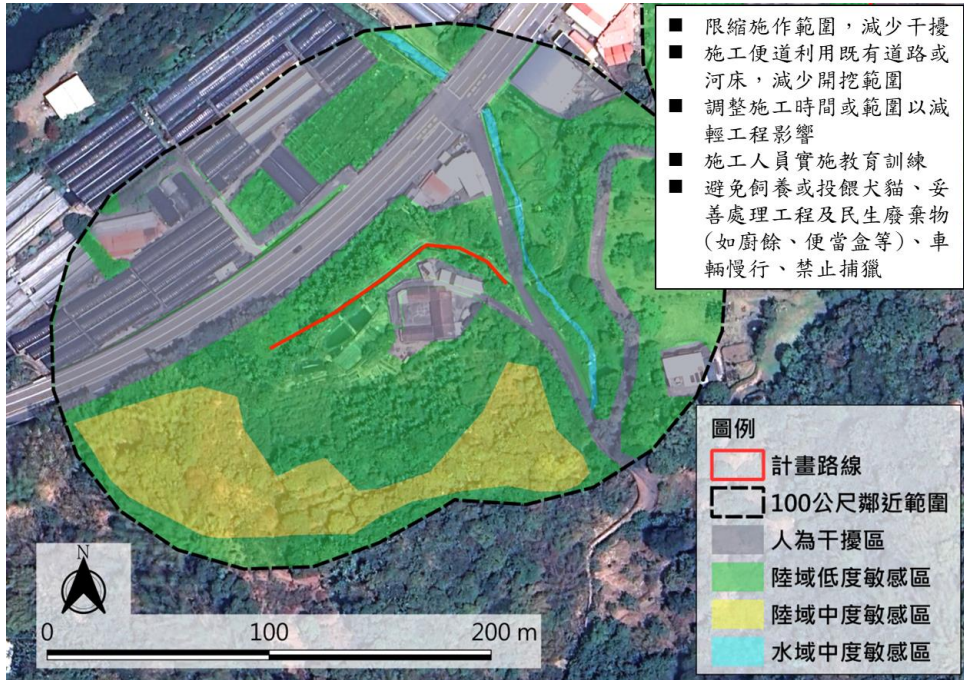 ■ 限縮施作範圍，減少干擾
■ 施工便道利用既有道路或
河床，減少開挖範圍
■ 調整施工時間或範圍以減
輕工程影響
■ 施工人員實施教育訓練
■ 避免飼養或投餵犬貓、妥
善處理工程及民生廢棄物
(如廚餘、便當盒等)、車
輛慢行、禁止捕獵
圖例
計畫路線
100公尺鄰近範圍
人為干擾區
陸域低度敏感區
陸域中度敏感區
水域中度敏感區
N
0 100 200 m